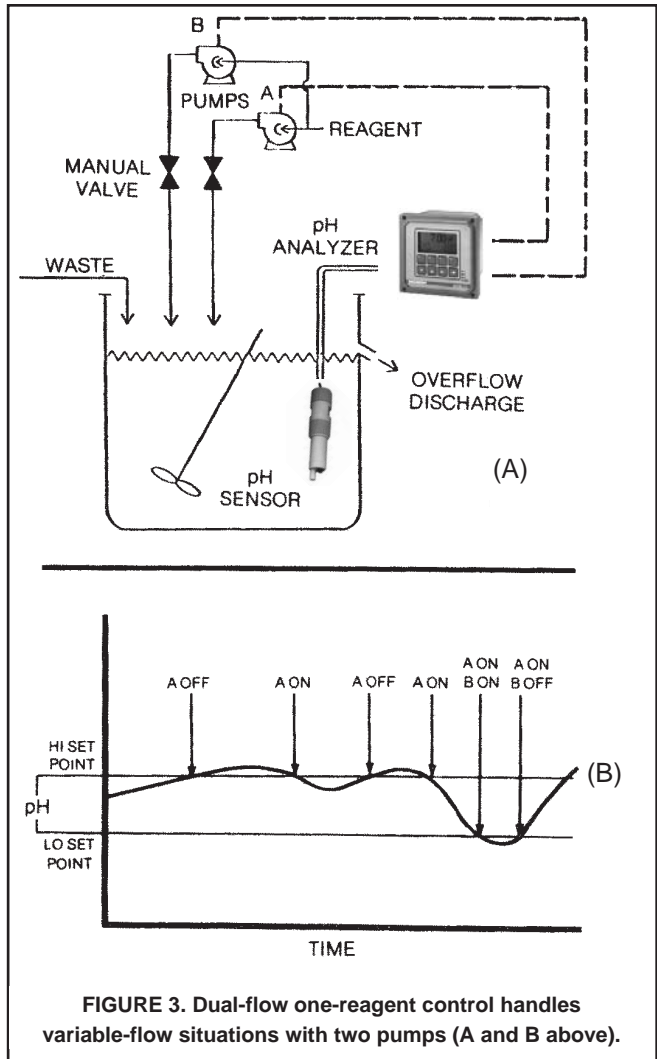 B
PUMPS
A
REAGENT
MANUAL
VALVE
pH
ANALYZER
WASTE
OVERFLOW
DISCHARGE
pH
SENSOR
(A)
A OFF
A ON
A OFF
A ON
A ON
B ON
A ON
B OFF
HI SET
POINT
(B)
pH
LO SET
POINT
TIME
FIGURE 3. Dual-flow one-reagent control handles
variable-flow situations with two pumps (A and B above).